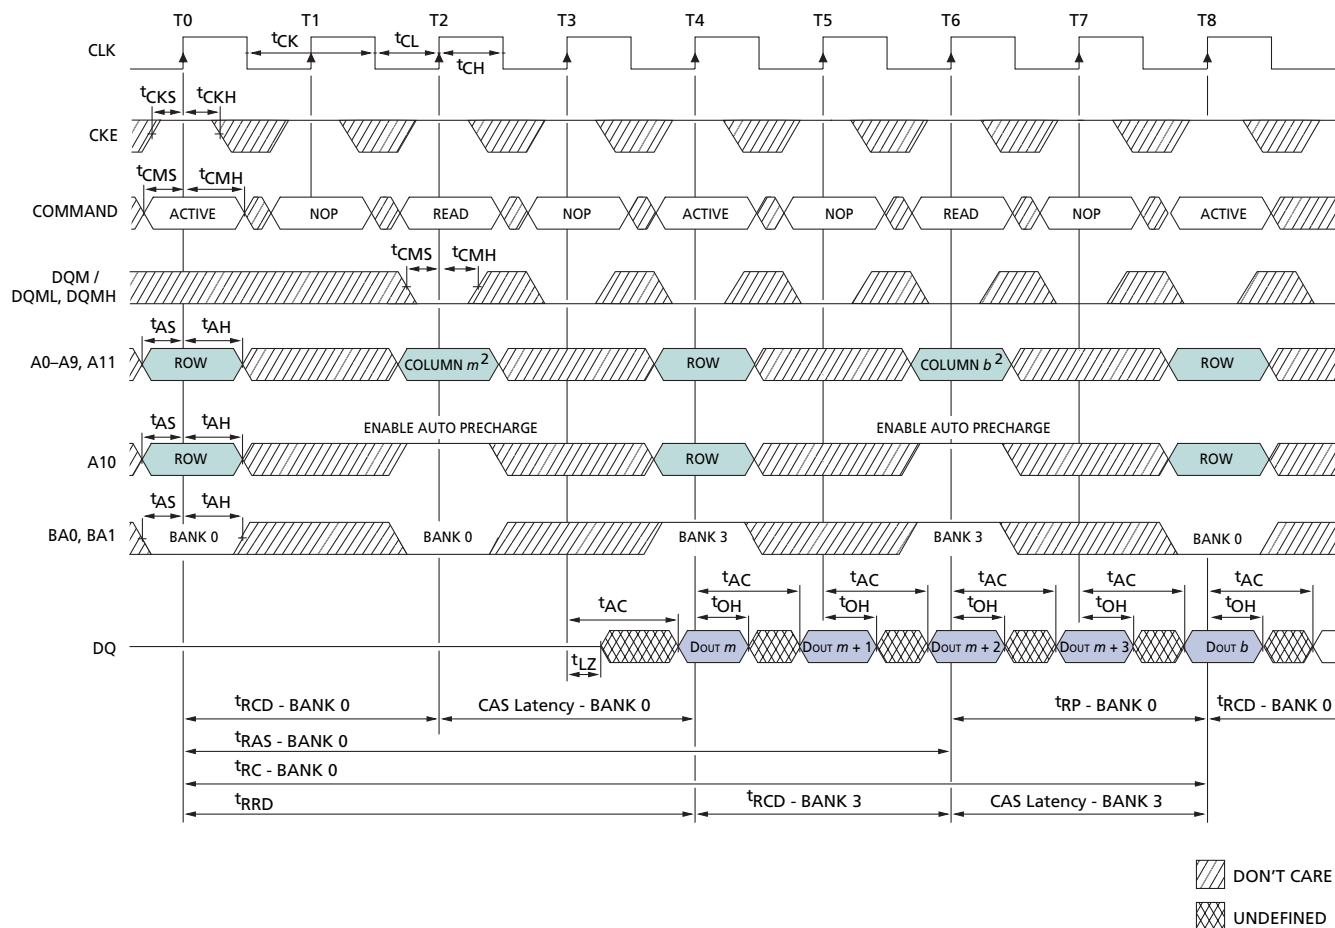 T0 T1 T2 T3 T4 T5 T6 T7 T8
CLK
tCK tCL
tCH
tCKS tCKH
CKE
tCMS tCMH
COMMAND ACTIVE NOP READ NOP ACTIVE NOP READ NOP ACTIVE
tCMS tCMH
DQM /
DQML, DQMH
tAS tAH
A0–A9, A11 ROW COLUMN m2 ROW COLUMN b2 ROW
tAS tAH ENABLE AUTO PRECHARGE ENABLE AUTO PRECHARGE
A10 ROW ROW ROW
tAS tAH
BA0, BA1 BANK 0 BANK 0 BANK 3 BANK 3 BANK 0
tAC tAC tAC tAC tAC
tAC tOH tOH tOH tOH tOH
DQ DOUT m DOUT m + 1 DOUT m + 2 DOUT m + 3 DOUT b
tLZ
tRCD - BANK 0 CAS Latency - BANK 0 tRP - BANK 0 tRCD - BANK 0
tRAS - BANK 0
tRC - BANK 0
tRRD tRCD - BANK 3 CAS Latency - BANK 3
DON'T CARE
UNDEFINED